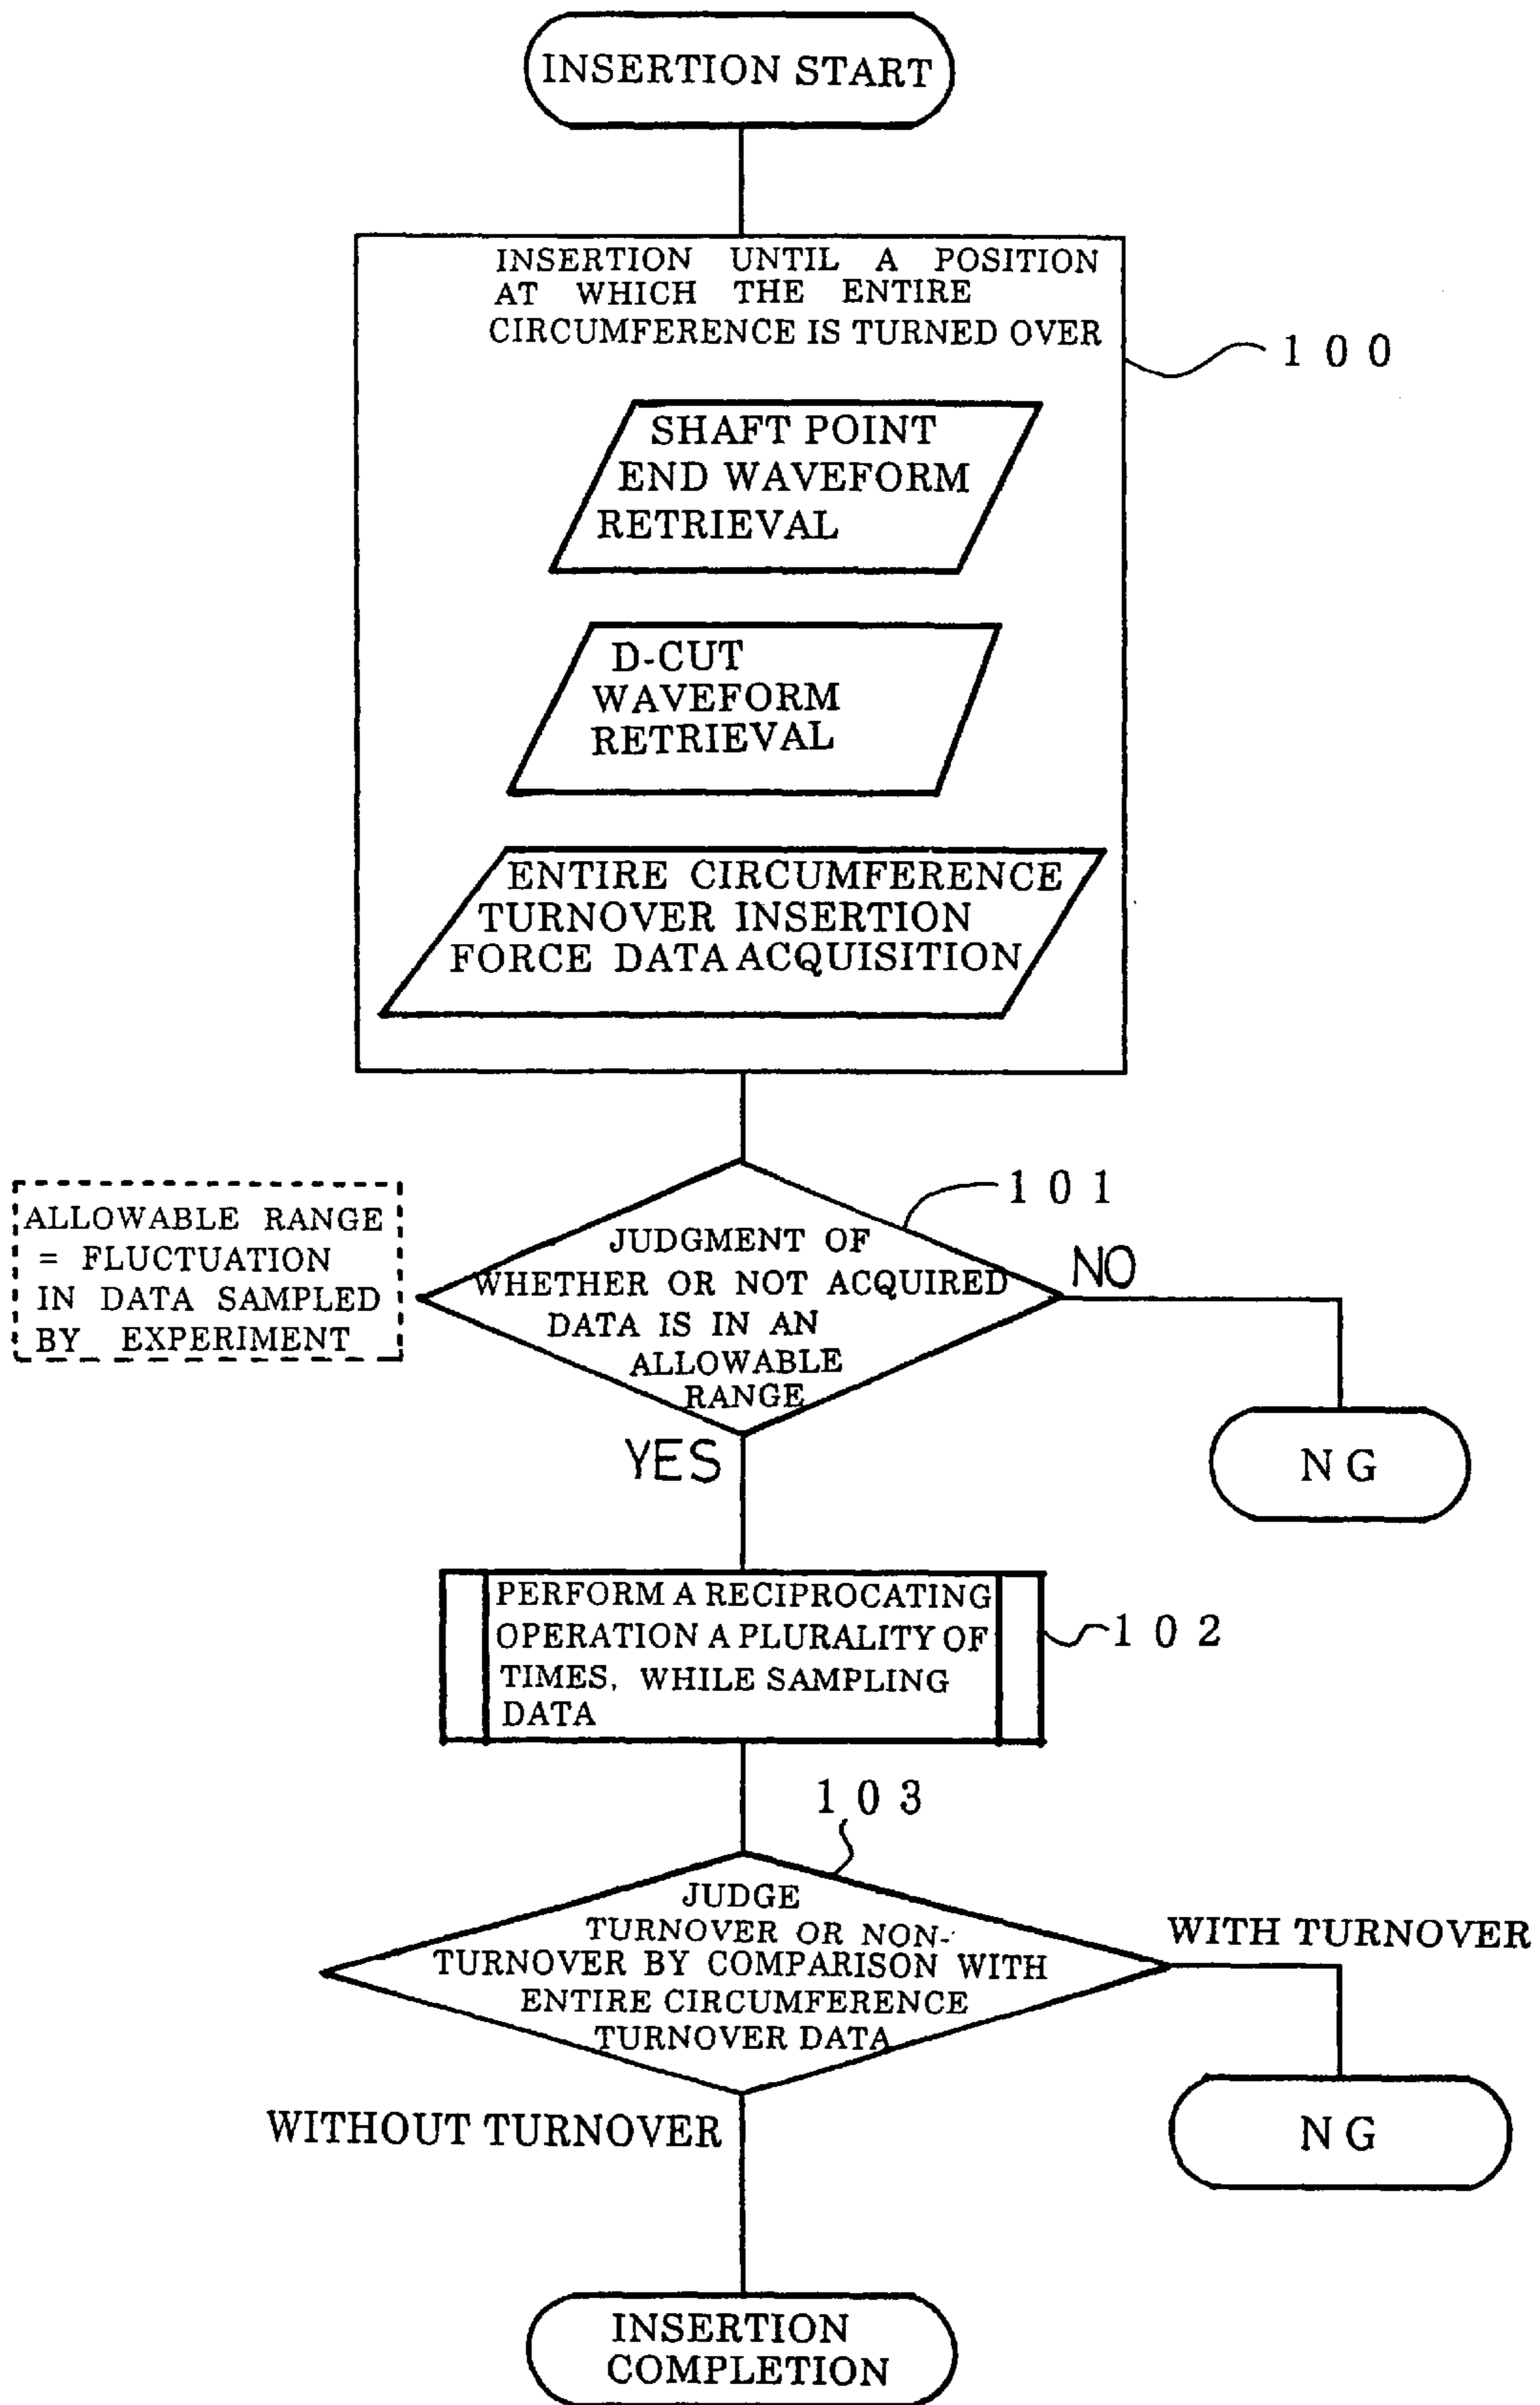 INSERTION START
INSERTION UNTIL A POSITION
AT WHICH THE ENTIRE
CIRCUMFERENCE IS TURNED OVER
100
SHAFT POINT
END WAVEFORM
RETRIEVAL
D-CUT
WAVEFORM
RETRIEVAL
ENTIRE CIRCUMFERENCE
TURNOVER INSERTION
FORCE DATA ACQUISITION
ALLOWABLE RANGE
= FLUCTUATION
IN DATA SAMPLED
BY EXPERIMENT
101
JUDGMENT OF
WHETHER OR NOT ACQUIRED
DATA IS IN AN
ALLOWABLE
RANGE
NO
NG
YES
PERFORM A RECIPROCATING
OPERATION A PLURALITY OF
TIMES, WHILE SAMPLING
DATA
102
103
JUDGE
TURNOVER OR NON-
TURNOVER BY COMPARISON WITH
ENTIRE CIRCUMFERENCE
TURNOVER DATA
WITH TURNOVER
NG
WITHOUT TURNOVER
INSERTION
COMPLETION